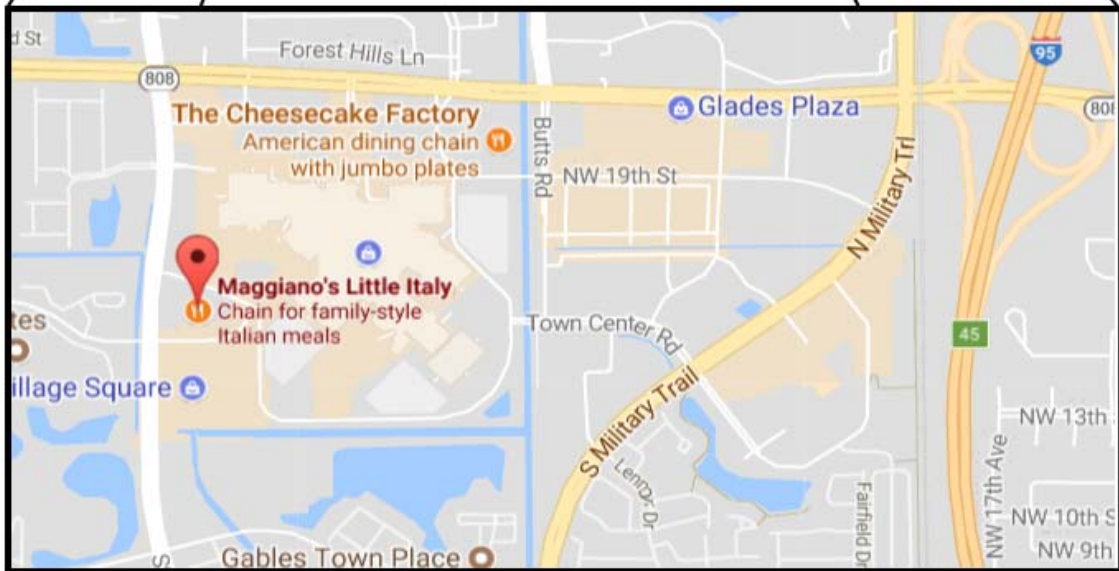 d St
Forest Hills Ln
95
808
The Cheesecake Factory
American dining chain
with jumbo plates
Glades Plaza
808
Butts Rd
NW 19th St
N Military Trl
Maggiano's Little Italy
Chain for family-style
Italian meals
tes
Town Center Rd
45
illage Square
S Military Trail
NW 13th
Lennox Dr
Fairfield Dr
NW 17th Ave
NW 10th S
NW 9th
Gables Town Place
S